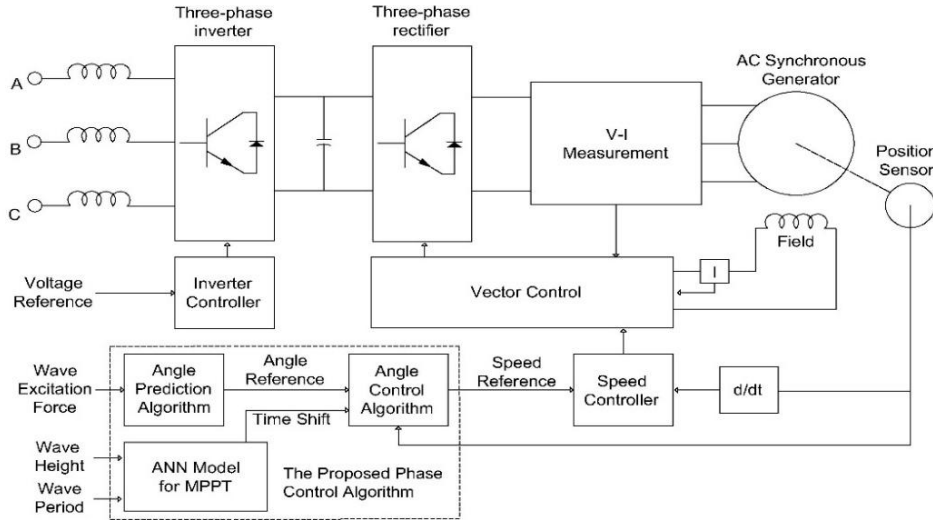 Three-phase
inverter
Three-phase
rectifier
AC Synchronous
Generator
A
B
C
V-I
Measurement
Position
Sensor
Field
I
Voltage
Reference
Inverter
Controller
Vector Control
Wave
Excitation
Force
Angle
Prediction
Algorithm
Angle
Reference
Angle
Control
Algorithm
Speed
Reference
Speed
Controller
d/dt
Time Shift
Wave
Height
Wave
Period
ANN Model
for MPPT
The Proposed Phase
Control Algorithm